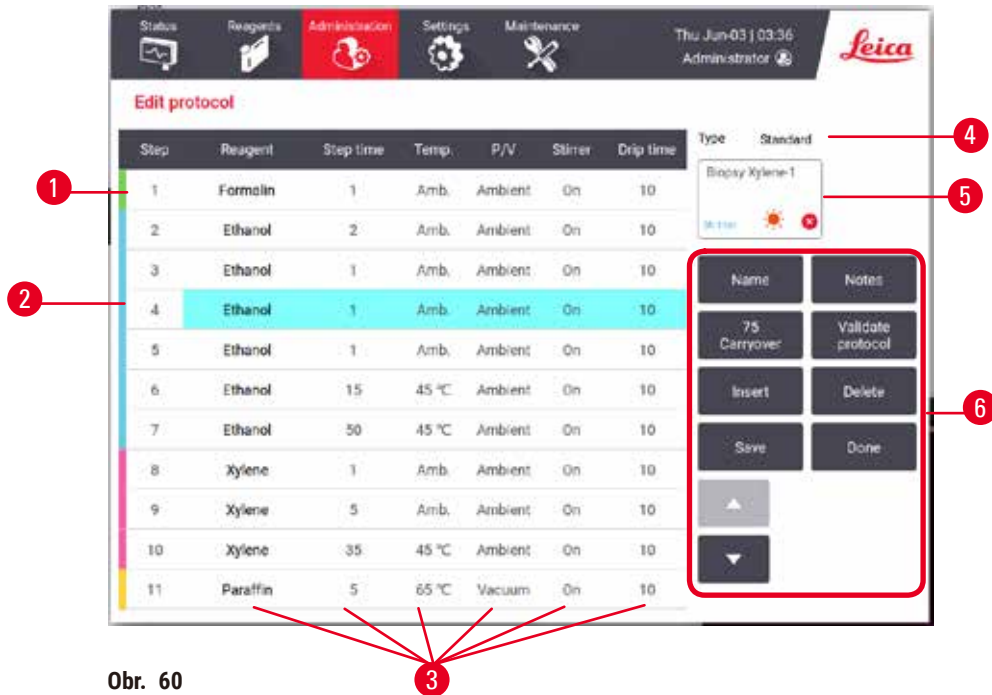 Status Reagents Administration Settings Maintenance
Thu Jun-03 | 03:36
Administrator
Leica
Edit protocol
Step Reagent Step time Temp. P/V Stirrer Drip time
1 Formalin 1 Amb. Ambient On 10
2 Ethanol 2 Amb. Ambient On 10
3 Ethanol 1 Amb. Ambient On 10
4 Ethanol 1 Amb. Ambient On 10
5 Ethanol 1 Amb. Ambient On 10
6 Ethanol 15 45 °C Ambient On 10
7 Ethanol 50 45 °C Ambient On 10
8 Xylene 1 Amb. Ambient On 10
9 Xylene 5 Amb. Ambient On 10
10 Xylene 35 45 °C Ambient On 10
11 Paraffin 5 65 °C Vacuum On 10
Type Standard
Biopsy Xylene-1
Name Notes
75 Carryover
Validate protocol
Insert Delete
Save Done
1
2
3
4
5
6
Obr. 60